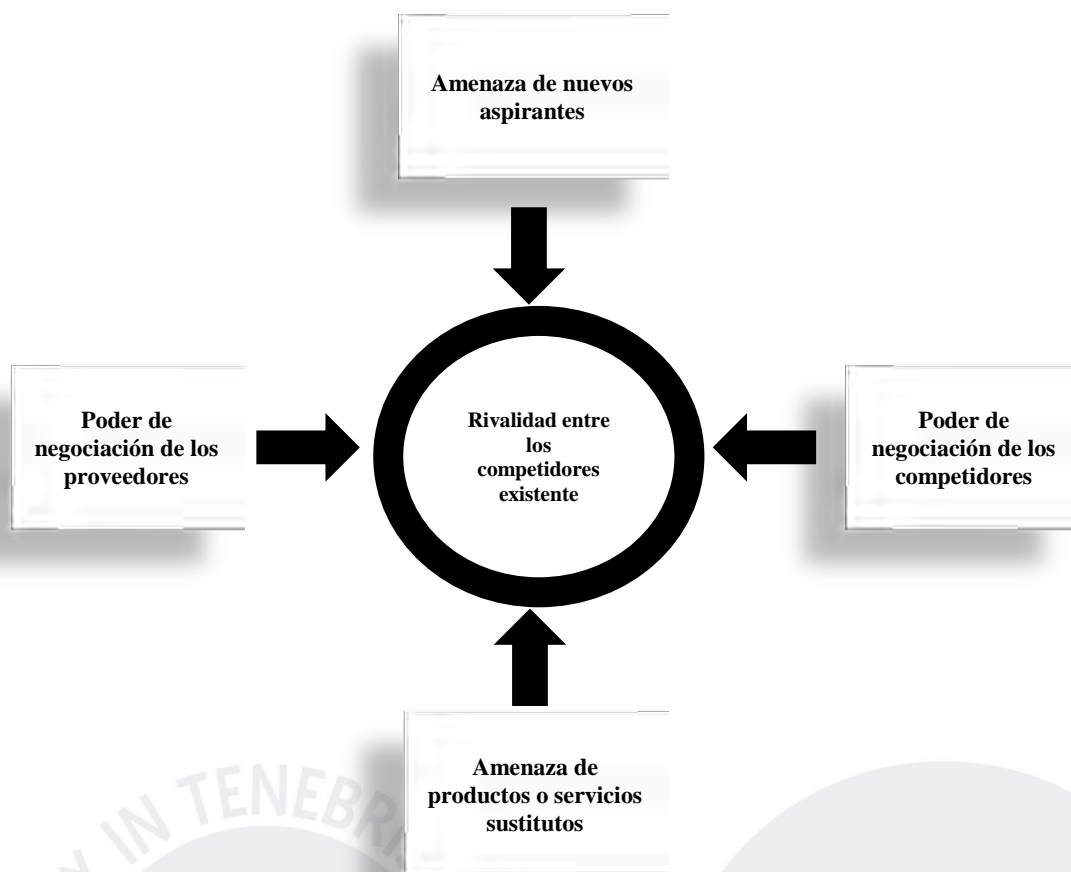 Amenaza de nuevos
aspirantes
Poder de
negociación de los
proveedores
Rivalidad entre
los
competidores
existente
Poder de
negociación de los
competidores
Amenaza de
productos o servicios
sustitutos
IN TENEBR